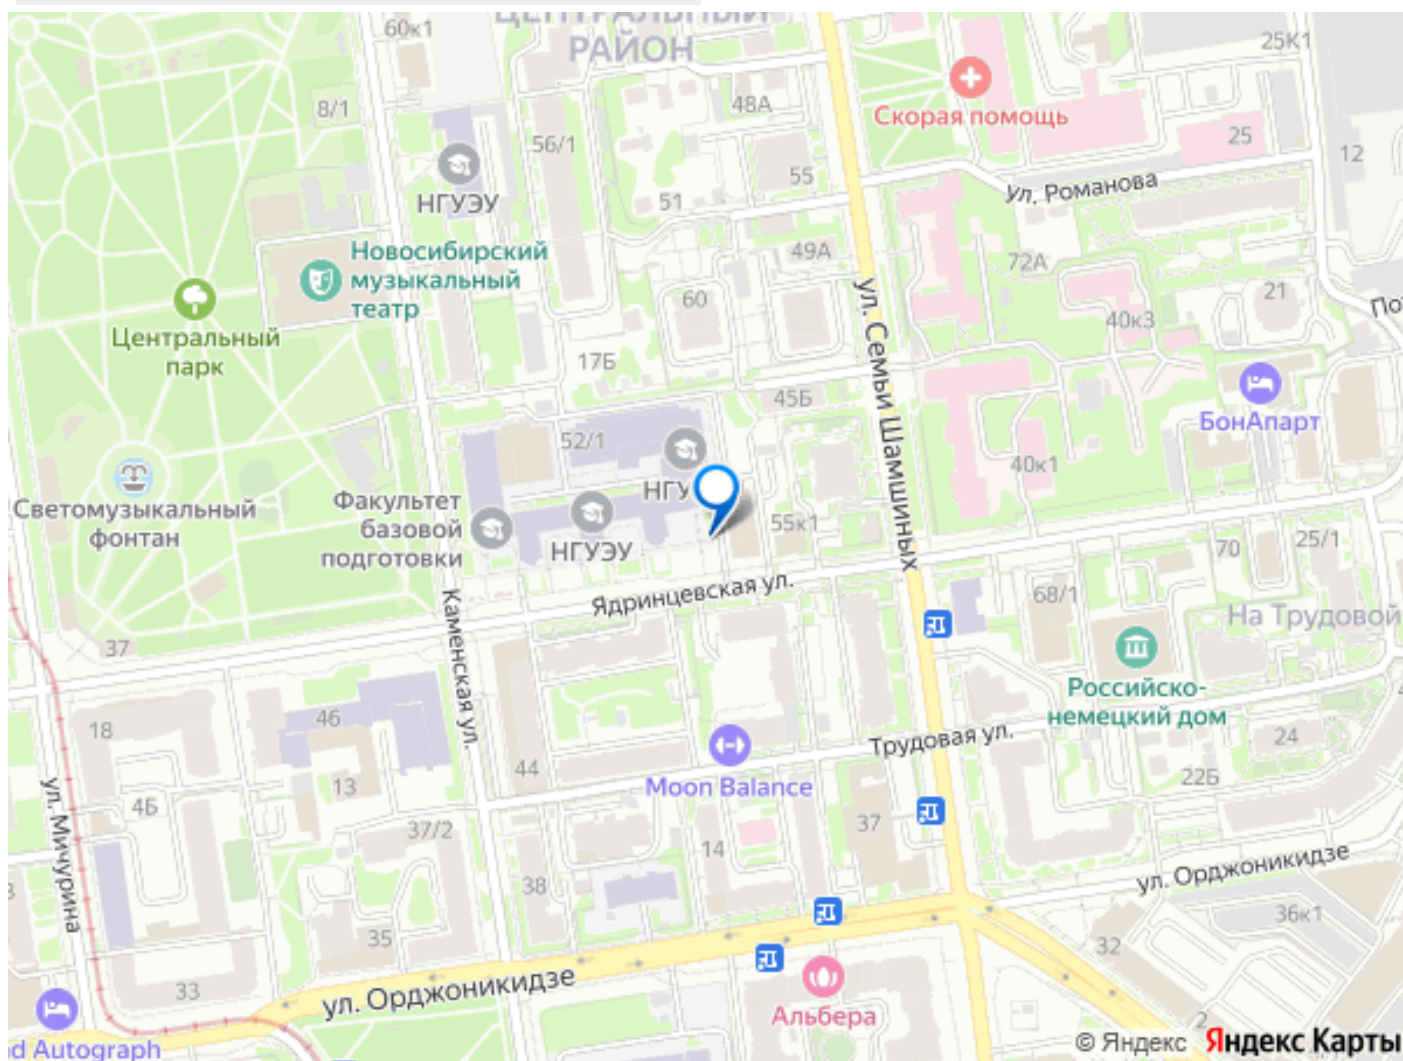 ЦЕНТРАЛЬНЫЙ
РАЙОН
60к1
25К1
8/1
48А
Скорая помощь
56/1
25
12
55
НГУЭУ
51
ул. Романова
Новосибирский
музыкальный
театр
49А
72А
60
21
40к3
Центральный
парк
17Б
ул. Семьи Шамшиных
45Б
БонАпарт
52/1
40к1
Светомузыкальный
фонтан
Факультет
базовой
подготовки
НГУ
55к1
НГУЭУ
70
25/1
Ядринцевская ул.
68/1
На Трудовой
37
Каменская ул.
Российско-
немецкий дом
46
18
44
Трудовая ул.
24
22Б
13
Moon Balance
4Б
37/2
37
14
ул. Мичурина
38
ул. Орджоникидзе
36к1
35
32
33
ул. Орджоникидзе
Альбера
2
d Autograph
© Яндекс Яндекс Карты